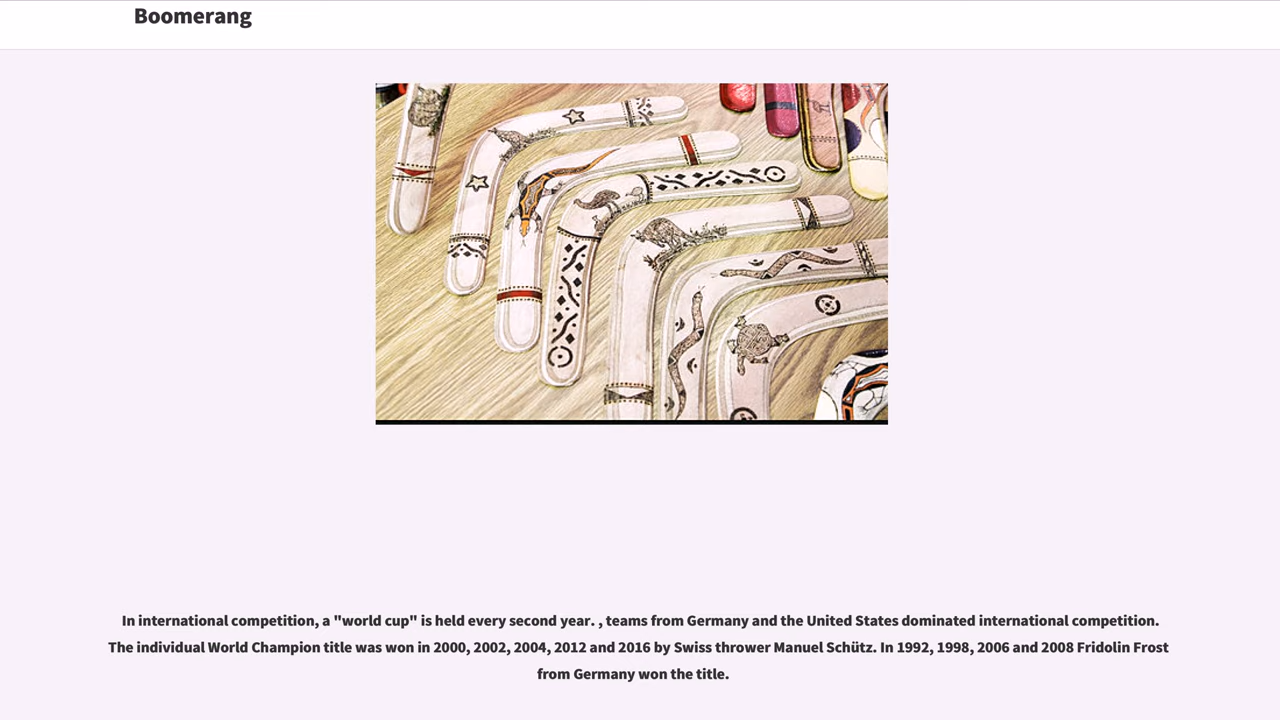 Boomerang
In international competition, a "world cup" is held every second year. , teams from Germany and the United States dominated international competition.
The individual World Champion title was won in 2000, 2002, 2004, 2012 and 2016 by Swiss thrower Manuel Schütz. In 1992, 1998, 2006 and 2008 Fridolin Frost
from Germany won the title.